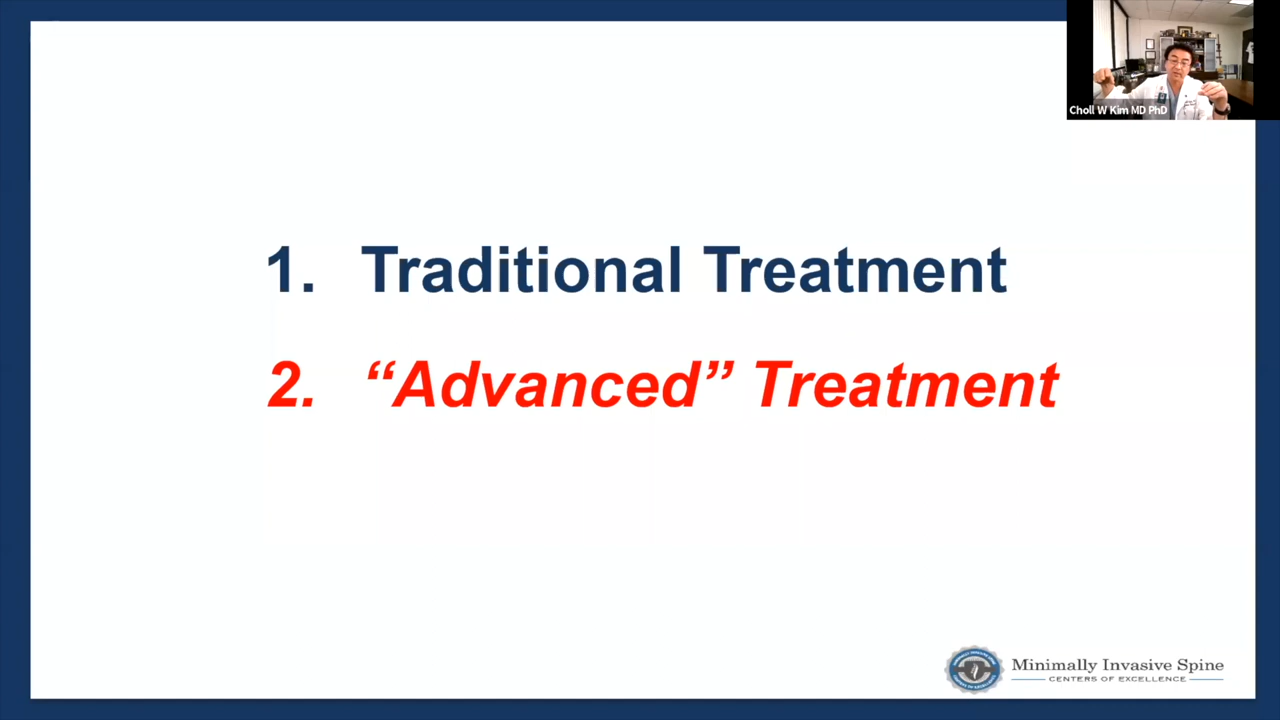 Choll W Kim MD PhD
1. Traditional Treatment
2. “Advanced” Treatment
Minimally Invasive Spine
CENTERS OF EXCELLENCE